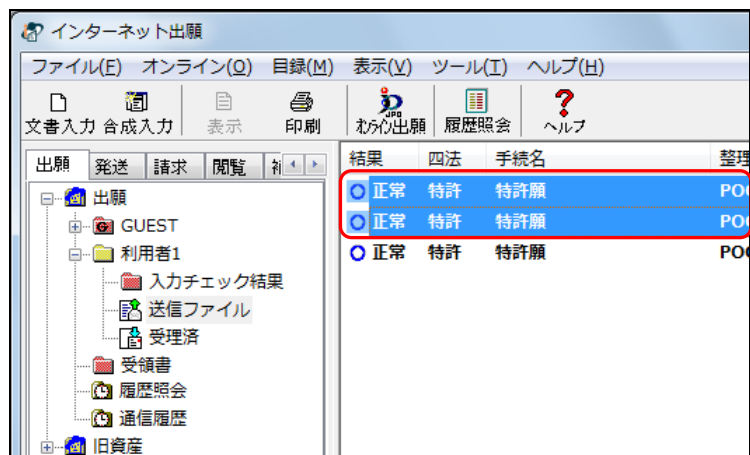 インターネット出願
ファイル(F) オンライン(O) 目録(M) 表示(V) ツール(T) ヘルプ(H)
文書入力 合成入力 表示 印刷 オンライン出願 履歴照会 ヘルプ
出願 発送 請求 閲覧
結果 四法 手続名 整理
正常 特許 特許願
正常 特許 特許願
正常 特許 特許願
出願
GUEST
利用者1
入力チェック結果
送信ファイル
受理済
受領書
履歴照会
通信履歴
旧資産